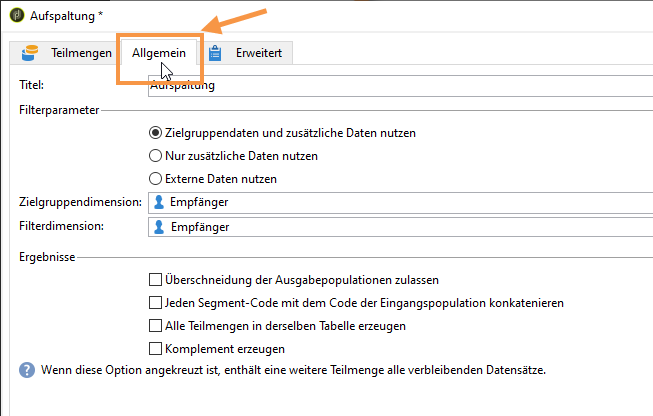 Aufspaltung *
Teilmengen Allgemein Erweitert
Titel: Aufspaltung
Filterparameter
Zielgruppendaten und zusätzliche Daten nutzen
Nur zusätzliche Daten nutzen
Externe Daten nutzen
Zielgruppendimension: Empfänger
Filterdimension: Empfänger
Ergebnisse
Überschneidung der Ausgabepopulationen zulassen
Jeden Segment-Code mit dem Code der Eingangspopulation konkatenieren
Alle Teilmengen in derselben Tabelle erzeugen
Komplement erzeugen
Wenn diese Option angekreuzt ist, enthält eine weitere Teilmenge alle verbleibenden Datensätze.